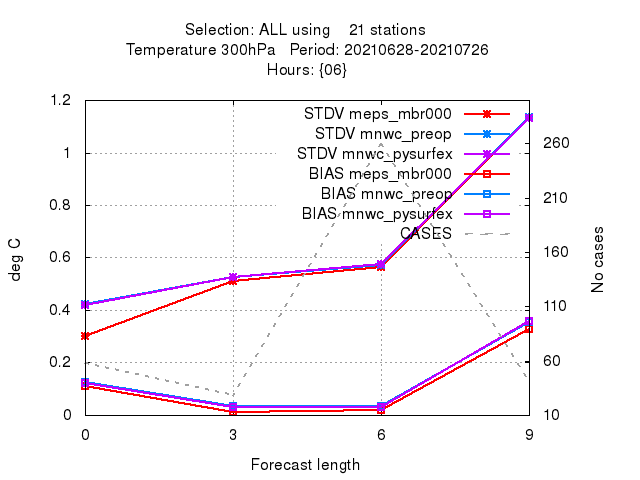 Selection: ALL using 21 stations
Temperature 300hPa Period: 20210628-20210726
Hours: {06}
1.2
1
0.8
0.6
0.4
0.2
0
deg C
STDV meps_mbr000
STDV mnwc_preop
STDV mnwc_pysurfex
BIAS meps_mbr000
BIAS mnwc_preop
BIAS mnwc_pysurfex
CASES
260
210
160
110
60
10
No cases
0 3 6 9
Forecast length